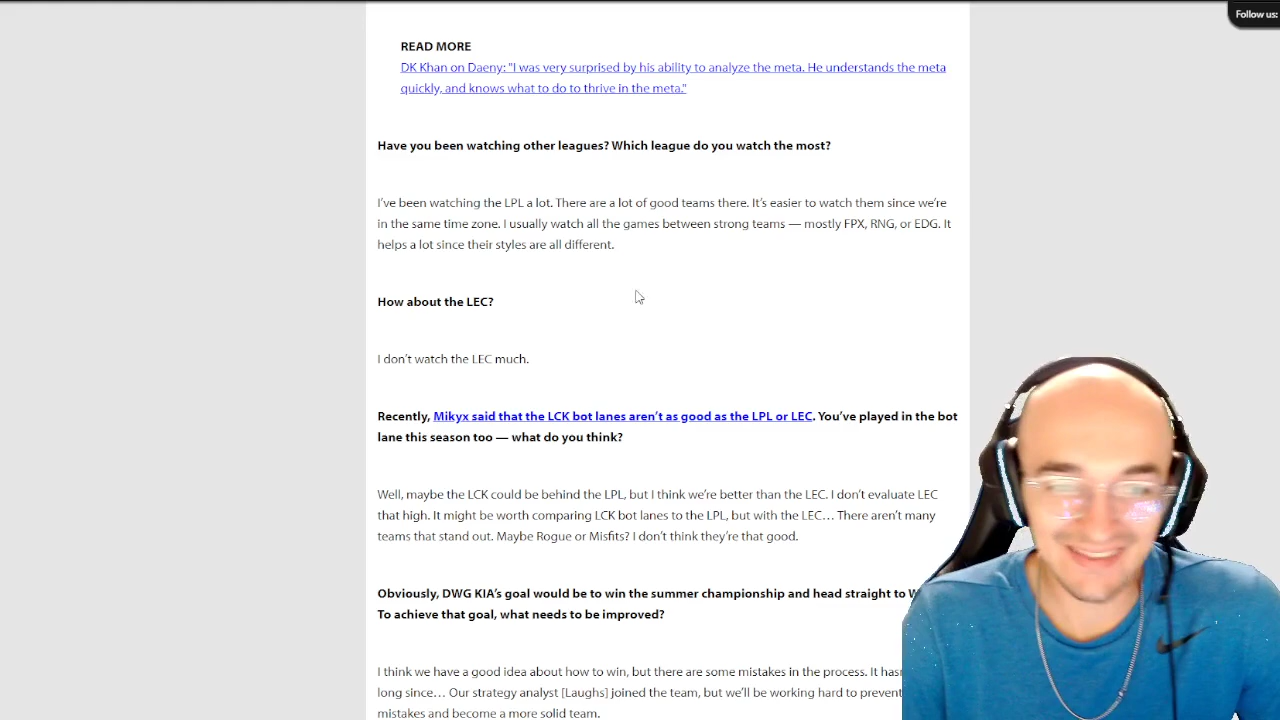 Follow us:
READ MORE
DK Khan on Daeny: "I was very surprised by his ability to analyze the meta. He understands the meta
quickly, and knows what to do to thrive in the meta."
Have you been watching other leagues? Which league do you watch the most?
I've been watching the LPL a lot. There are a lot of good teams there. It's easier to watch them since we're
in the same time zone. I usually watch all the games between strong teams — mostly FPX, RNG, or EDG. It
helps a lot since their styles are all different.
How about the LEC?
I don't watch the LEC much.
Recently, Mikyx said that the LCK bot lanes aren't as good as the LPL or LEC. You've played in the bot
lane this season too — what do you think?
Well, maybe the LCK could be behind the LPL, but I think we're better than the LEC. I don't evaluate LEC
that high. It might be worth comparing LCK bot lanes to the LPL, but with the LEC… There aren't many
teams that stand out. Maybe Rogue or Misfits? I don't think they're that good.
Obviously, DWG KIA's goal would be to win the summer championship and head straight to
To achieve that goal, what needs to be improved?
I think we have a good idea about how to win, but there are some mistakes in the process. It
long since… Our strategy analyst [Laughs] joined the team, but we'll be working hard to prevent
mistakes and become a more solid team.